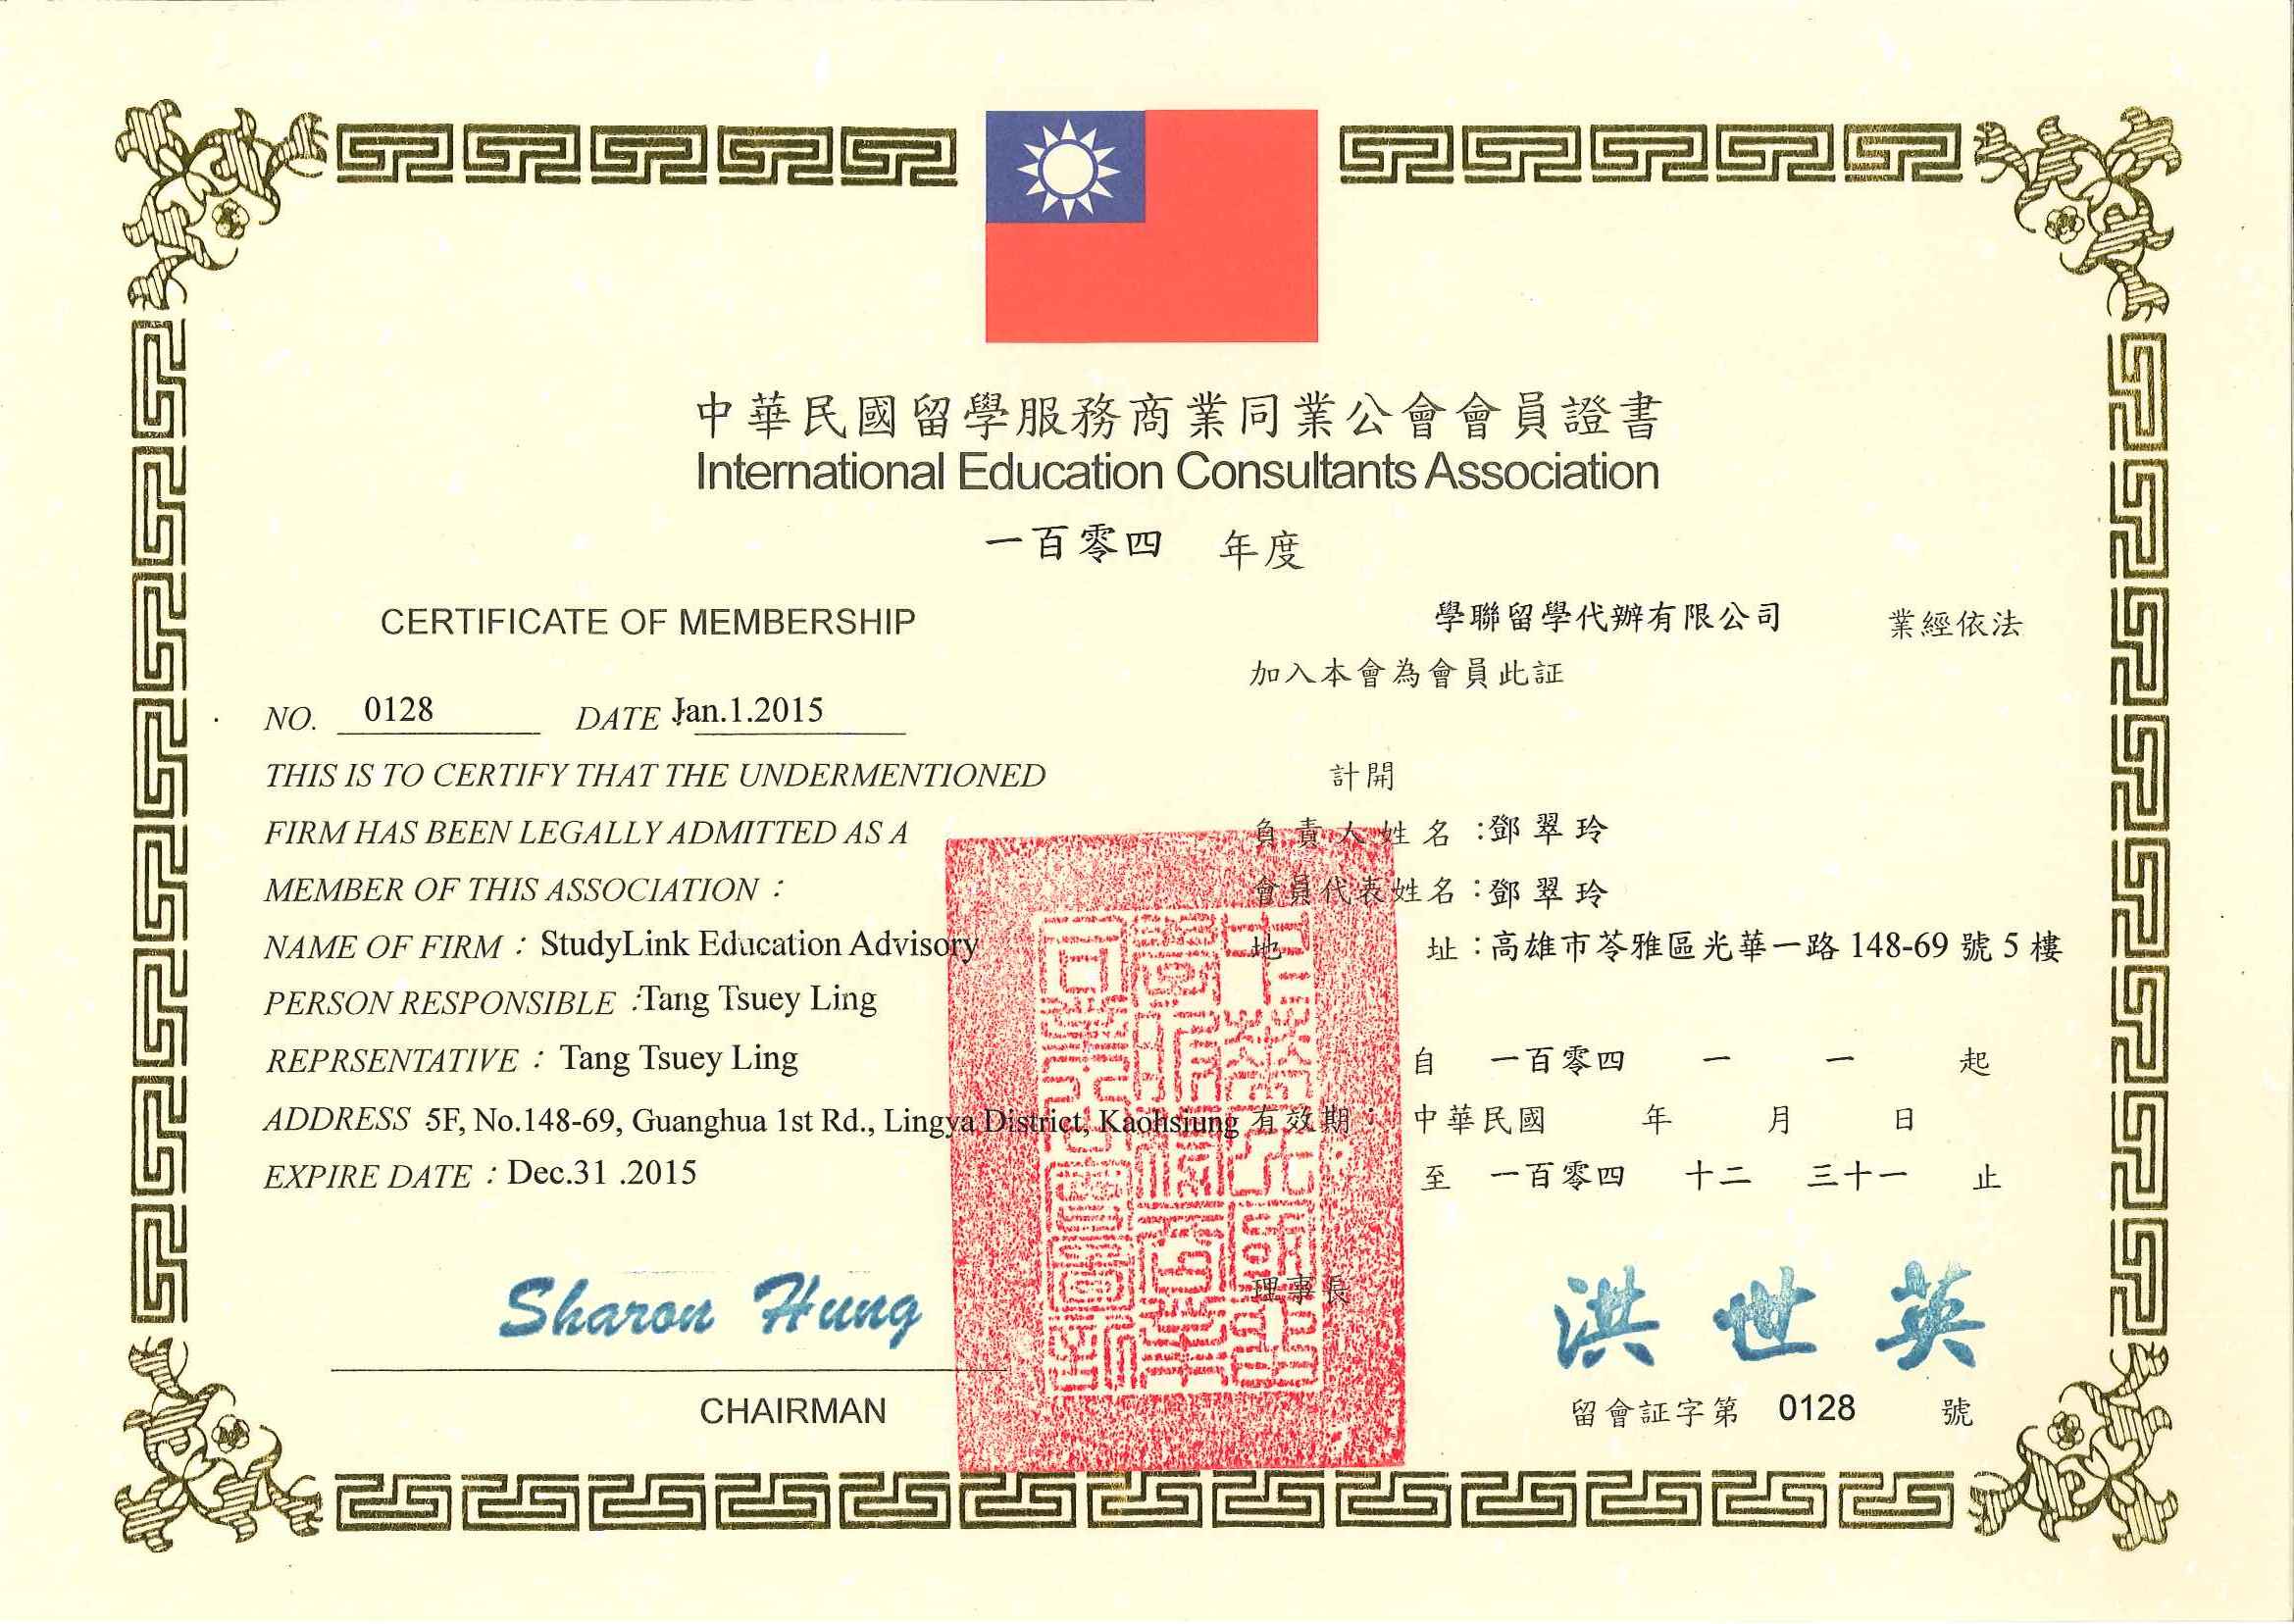 中華民國留學服務商業同業公會會員證書
International Education Consultants Association
一百零四 年度
CERTIFICATE OF MEMBERSHIP
NO. 0128 DATE : Jan.1.2015
THIS IS TO CERTIFY THAT THE UNDERMENTIONED
FIRM HAS BEEN LEGALLY ADMITTED AS A
MEMBER OF THIS ASSOCIATION：
NAME OF FIRM：StudyLink Education Advisory
PERSON RESPONSIBLE :Tang Tsuey Ling
REPRSENTATIVE：Tang Tsuey Ling
ADDRESS 5F, No.148-69, Guanghua 1st Rd., Lingya District, Kaohsiung
EXPIRE DATE：Dec.31 .2015
Sharon Hung
CHAIRMAN
學聯留學代辦有限公司 業經依法
加入本會為會員此証
計開
負責人姓名:鄧翠玲
會員代表姓名：鄧翠玲
地 址：高雄市苓雅區光華一路 148-69 號 5 樓
自 一百零四 一 一 起
有效期：中華民國 年 月 日
至 一百零四 十二 三十一 止
理事長 洪世英
留會証字第 0128 號